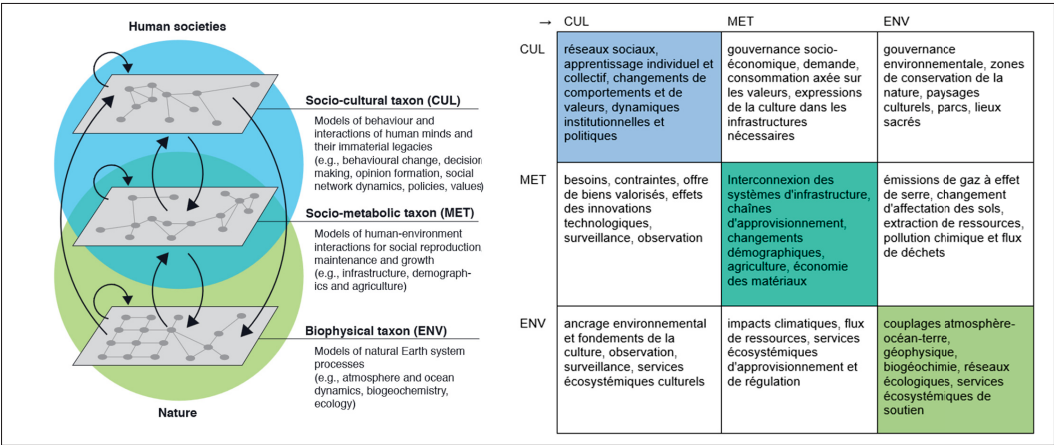 Human societies
Socio-cultural taxon (CUL)
Models of behaviour and
interactions of human minds and
their immaterial legacies
(e.g., behavioural change, decision
making, opinion formation, social
network dynamics, policies, values)
Socio-metabolic taxon (MET)
Models of human-environment
interactions for social reproduction
maintenance and growth
(e.g., infrastructure, demograph-
ics and agriculture)
Biophysical taxon (ENV)
Models of natural Earth system
processes
(e.g., atmosphere and ocean
dynamics, biogeochemistry,
ecology)
Nature
→ CUL MET ENV
CUL
réseaux sociaux,
apprentissage individuel et
collectif, changements de
comportements et de
valeurs, dynamiques
institutionnelles et
politiques
gouvernance socio-
économique, demande,
consommation axée sur
les valeurs, expressions
de la culture dans les
infrastructures
nécessaires
gouvernance
environnementale, zones
de conservation de la
nature, paysages
culturels, parcs, lieux
sacrés
MET
besoins, contraintes, offre
de biens valorisés, effets
des innovations
technologiques,
surveillance, observation
Interconnexion des
systèmes d'infrastructure,
chaînes
d'approvisionnement,
changements
démographiques,
agriculture, économie
des matériaux
émissions de gaz à effet
de serre, changement
d'affectation des sols,
extraction de ressources,
pollution chimique et flux
de déchets
ENV
ancrage environnemental
et fondements de la
culture, observation,
surveillance, services
écosystémiques culturels
impacts climatiques, flux
de ressources, services
écosystémiques
d'approvisionnement et
de régulation
couplages atmosphère-
océan-terre,
géophysique,
biogéochimie, réseaux
écologiques, services
écosystémiques de
soutien